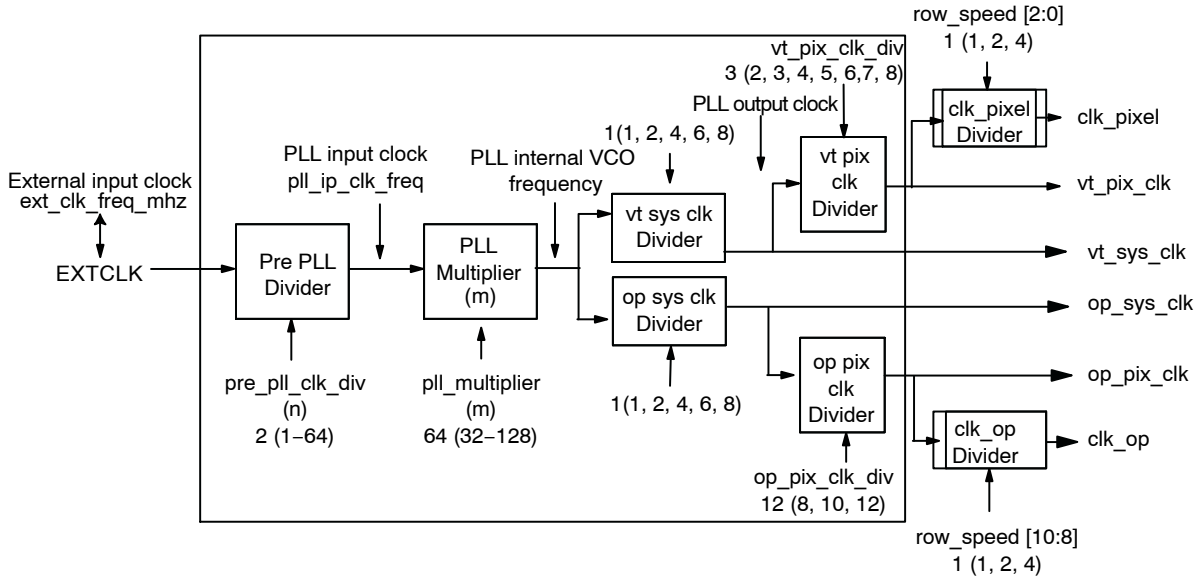 row_speed [2:0]
1 (1, 2, 4)
vt_pix_clk_div
3 (2, 3, 4, 5, 6,7, 8)
PLL output clock
clk_pixel
Divider
clk_pixel
1(1, 2, 4, 6, 8)
PLL input clock
pll_ip_clk_freq
PLL internal VCO
frequency
vt pix
clk
Divider
vt_pix_clk
External input clock
ext_clk_freq_mhz
vt sys clk
Divider
vt_sys_clk
EXTCLK
Pre PLL
Divider
PLL
Multiplier
(m)
op sys clk
Divider
op_sys_clk
op pix
clk
Divider
op_pix_clk
pre_pll_clk_div
(n)
2 (1−64)
pll_multiplier
(m)
64 (32−128)
1(1, 2, 4, 6, 8)
clk_op
Divider
clk_op
op_pix_clk_div
12 (8, 10, 12)
row_speed [10:8]
1 (1, 2, 4)